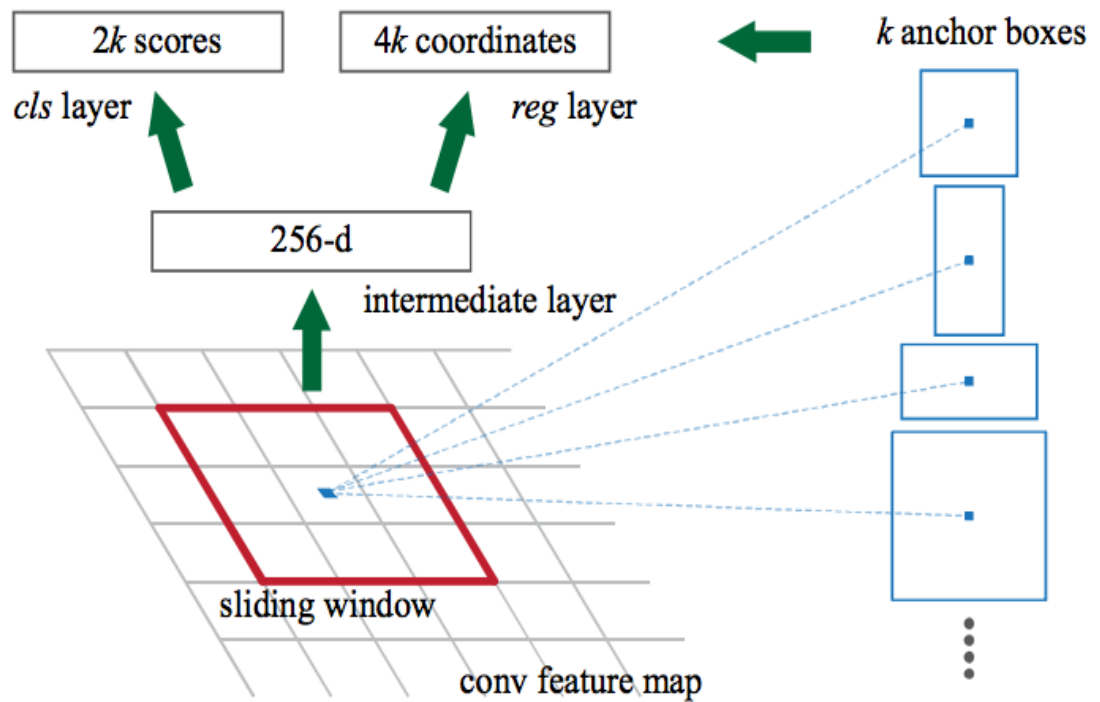 2k scores
4k coordinates
k anchor boxes
cls layer
reg layer
256-d
intermediate layer
sliding window
conv feature map